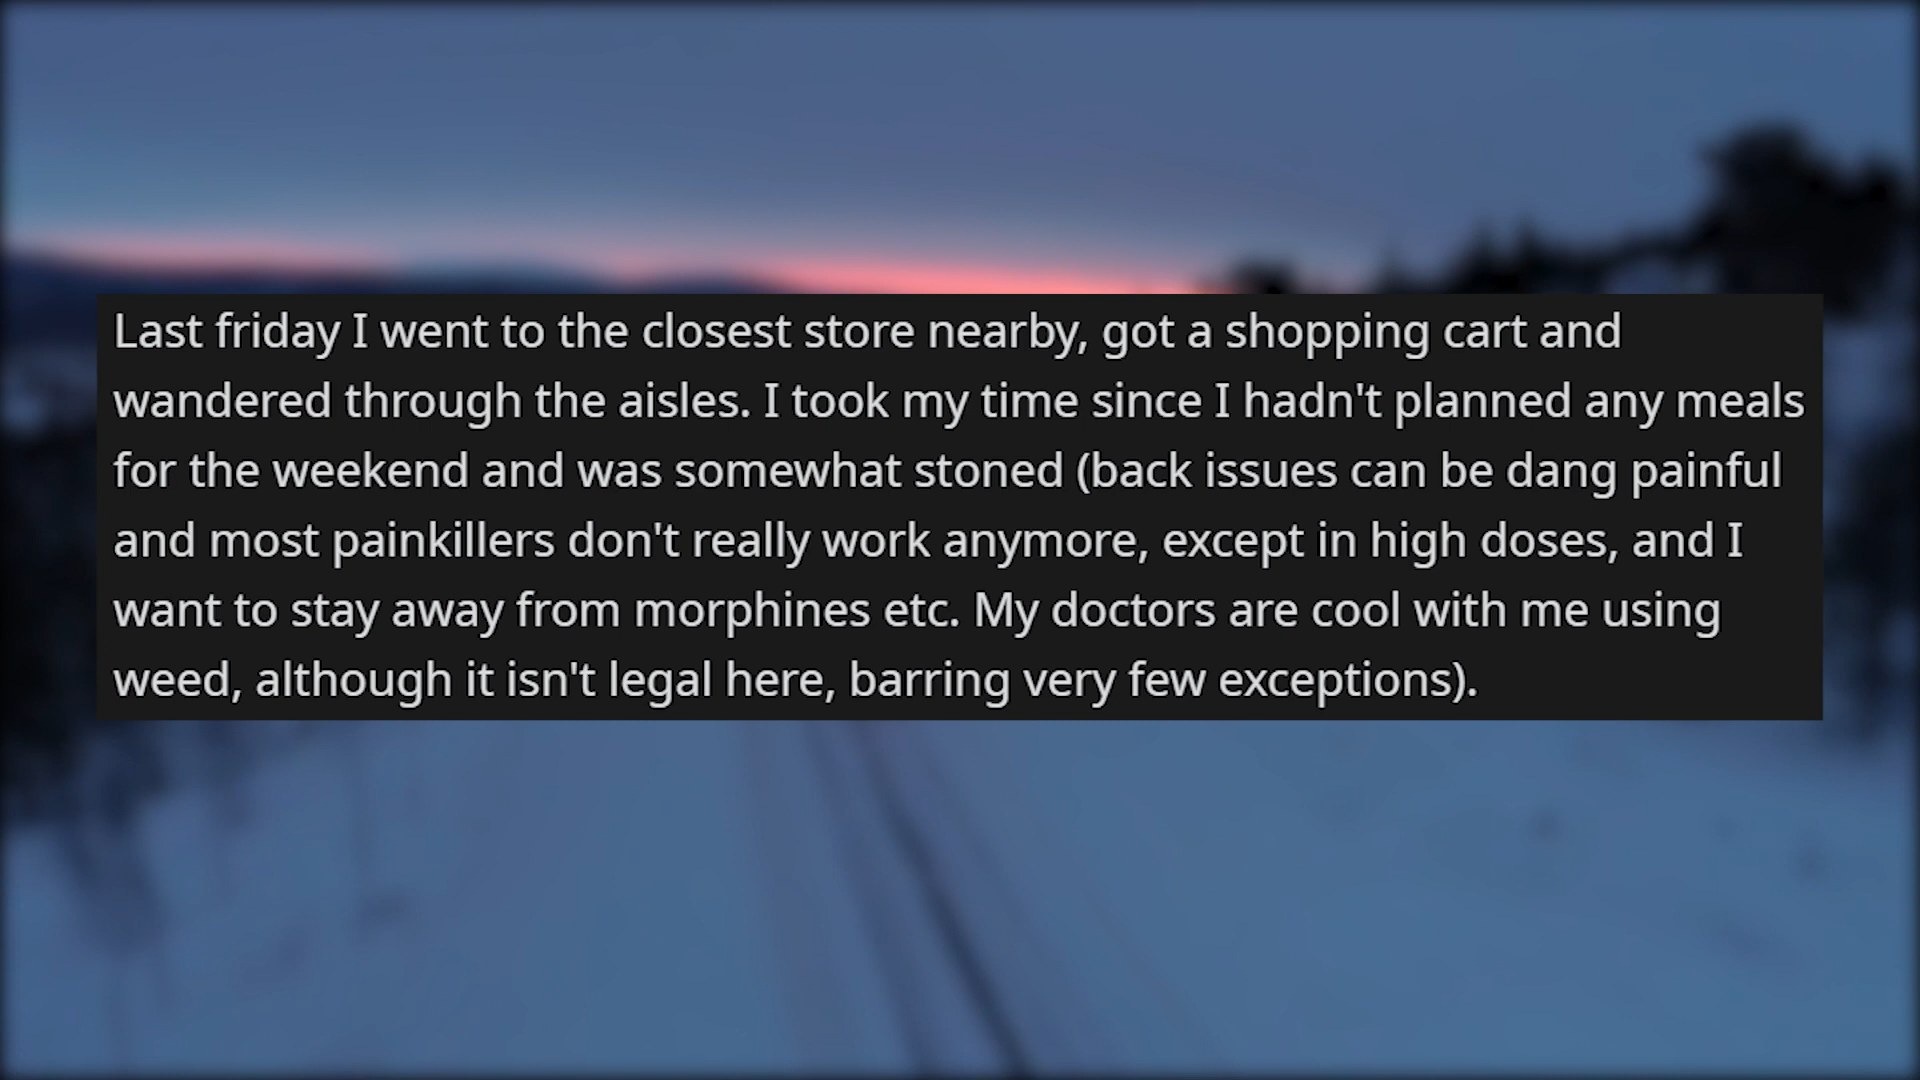 Last friday I went to the closest store nearby, got a shopping cart and
wandered through the aisles. I took my time since I hadn't planned any meals
for the weekend and was somewhat stoned (back issues can be dang painful
and most painkillers don't really work anymore, except in high doses, and I
want to stay away from morphines etc. My doctors are cool with me using
weed, although it isn't legal here, barring very few exceptions).